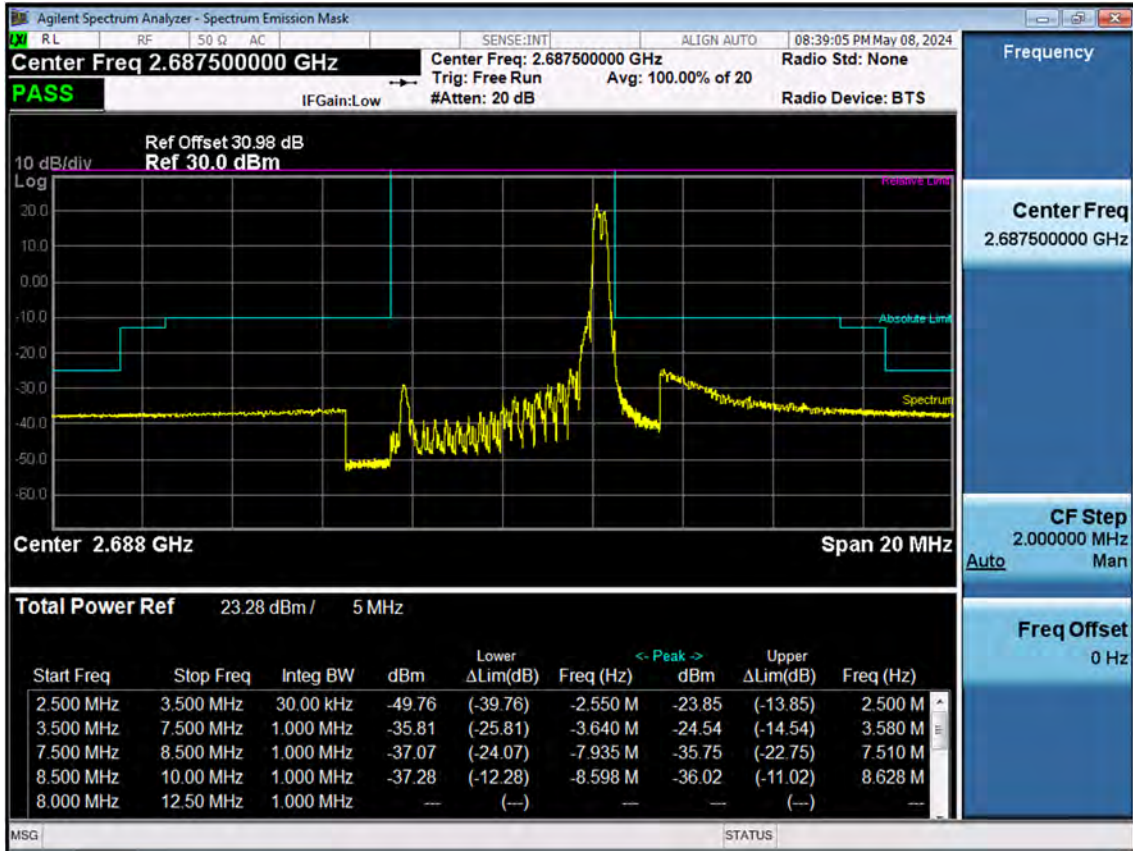 Agilent Spectrum Analyzer - Spectrum Emission Mask
LXI RL RF 50 Ω AC SENSE:INT ALIGN AUTO 08:39:05 PM May 08, 2024
Center Freq 2.687500000 GHz
Center Freq: 2.687500000 GHz
Radio Std: None
Trig: Free Run Avg: 100.00% of 20
PASS
IFGain:Low
#Atten: 20 dB
Radio Device: BTS
Ref Offset 30.98 dB
10 dB/div Ref 30.0 dBm
Log
Relative Limit
20.0
10.0
0.00
-10.0
Absolute Limit
-20.0
-30.0
Spectrum
-40.0
-50.0
-60.0
Center 2.688 GHz Span 20 MHz
Total Power Ref 23.28 dBm / 5 MHz
Lower <- Peak -> Upper
Start Freq Stop Freq Integ BW dBm ΔLim(dB) Freq (Hz) dBm ΔLim(dB) Freq (Hz)
2.500 MHz 3.500 MHz 30.00 kHz -49.76 (-39.76) -2.550 M -23.85 (-13.85) 2.500 M
3.500 MHz 7.500 MHz 1.000 MHz -35.81 (-25.81) -3.640 M -24.54 (-14.54) 3.580 M
7.500 MHz 8.500 MHz 1.000 MHz -37.07 (-24.07) -7.935 M -35.75 (-22.75) 7.510 M
8.500 MHz 10.00 MHz 1.000 MHz -37.28 (-12.28) -8.598 M -36.02 (-11.02) 8.628 M
8.000 MHz 12.50 MHz 1.000 MHz --- (---) --- --- (---) ---
MSG STATUS
Frequency
Center Freq
2.687500000 GHz
CF Step
2.000000 MHz
Auto Man
Freq Offset
0 Hz